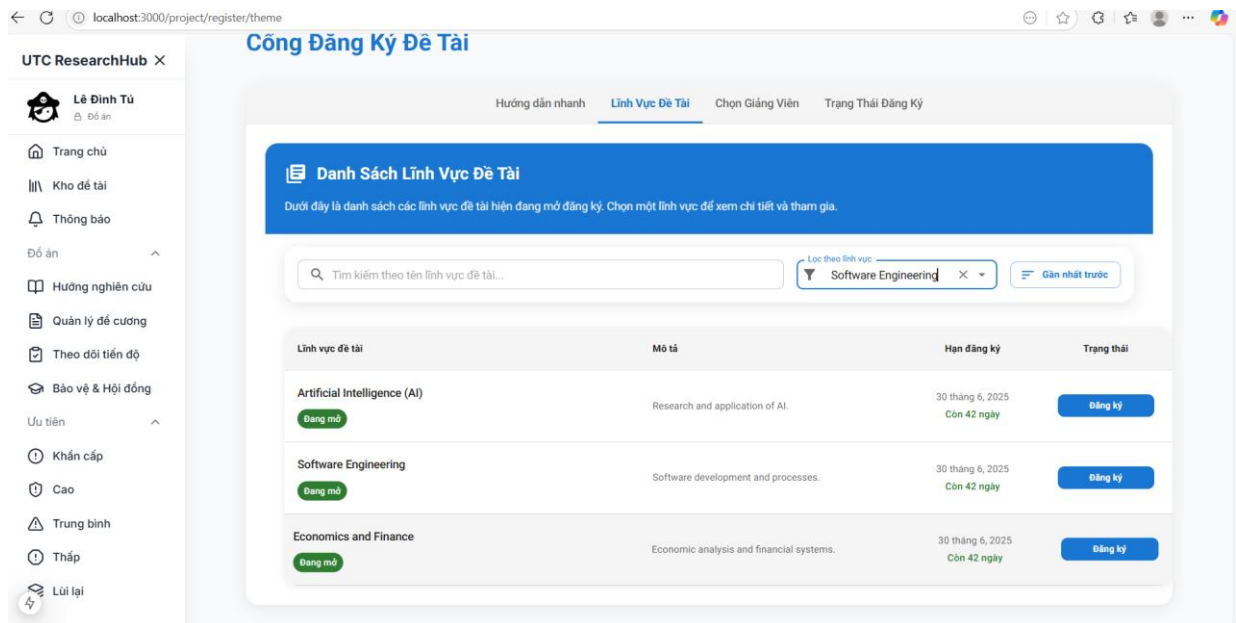 localhost:3000/project/register/theme
UTC ResearchHub
Lê Đình Tú
Đồ án
Trang chủ
Kho đề tài
Thông báo
Đồ án
Hướng nghiên cứu
Quản lý đề cương
Theo dõi tiến độ
Bảo vệ & Hội đồng
Ưu tiên
Khẩn cấp
Cao
Trung bình
Thấp
Lùi lại
Cổng Đăng Ký Đề Tài
Hướng dẫn nhanh Lĩnh Vực Đề Tài Chọn Giảng Viên Trạng Thái Đăng Ký
Danh Sách Lĩnh Vực Đề Tài
Dưới đây là danh sách các lĩnh vực đề tài hiện đang mở đăng ký. Chọn một lĩnh vực để xem chi tiết và tham gia.
Tìm kiếm theo tên lĩnh vực đề tài...
Lọc theo lĩnh vực
Software Engineering
Gần nhất trước
Lĩnh vực đề tài Mô tả Hạn đăng ký Trạng thái
Artificial Intelligence (AI)
Đang mở
Research and application of AI.
30 tháng 6, 2025
Còn 42 ngày
Đăng ký
Software Engineering
Đang mở
Software development and processes.
30 tháng 6, 2025
Còn 42 ngày
Đăng ký
Economics and Finance
Đang mở
Economic analysis and financial systems.
30 tháng 6, 2025
Còn 42 ngày
Đăng ký